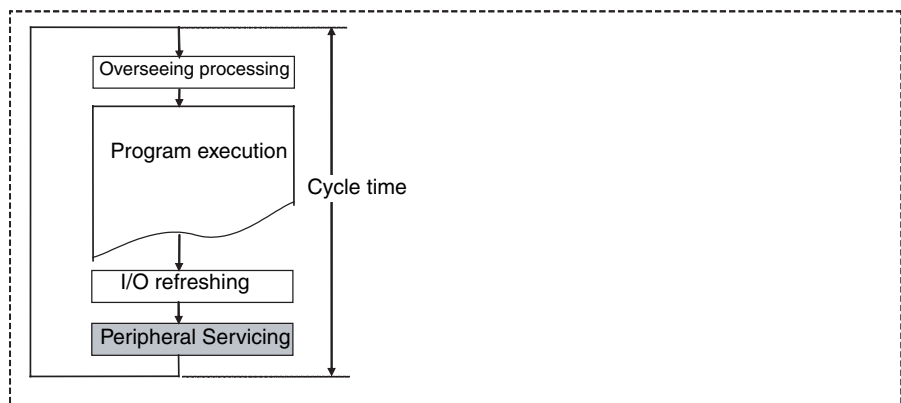 Overseeing processing
Program execution
Cycle time
I/O refreshing
Peripheral Servicing